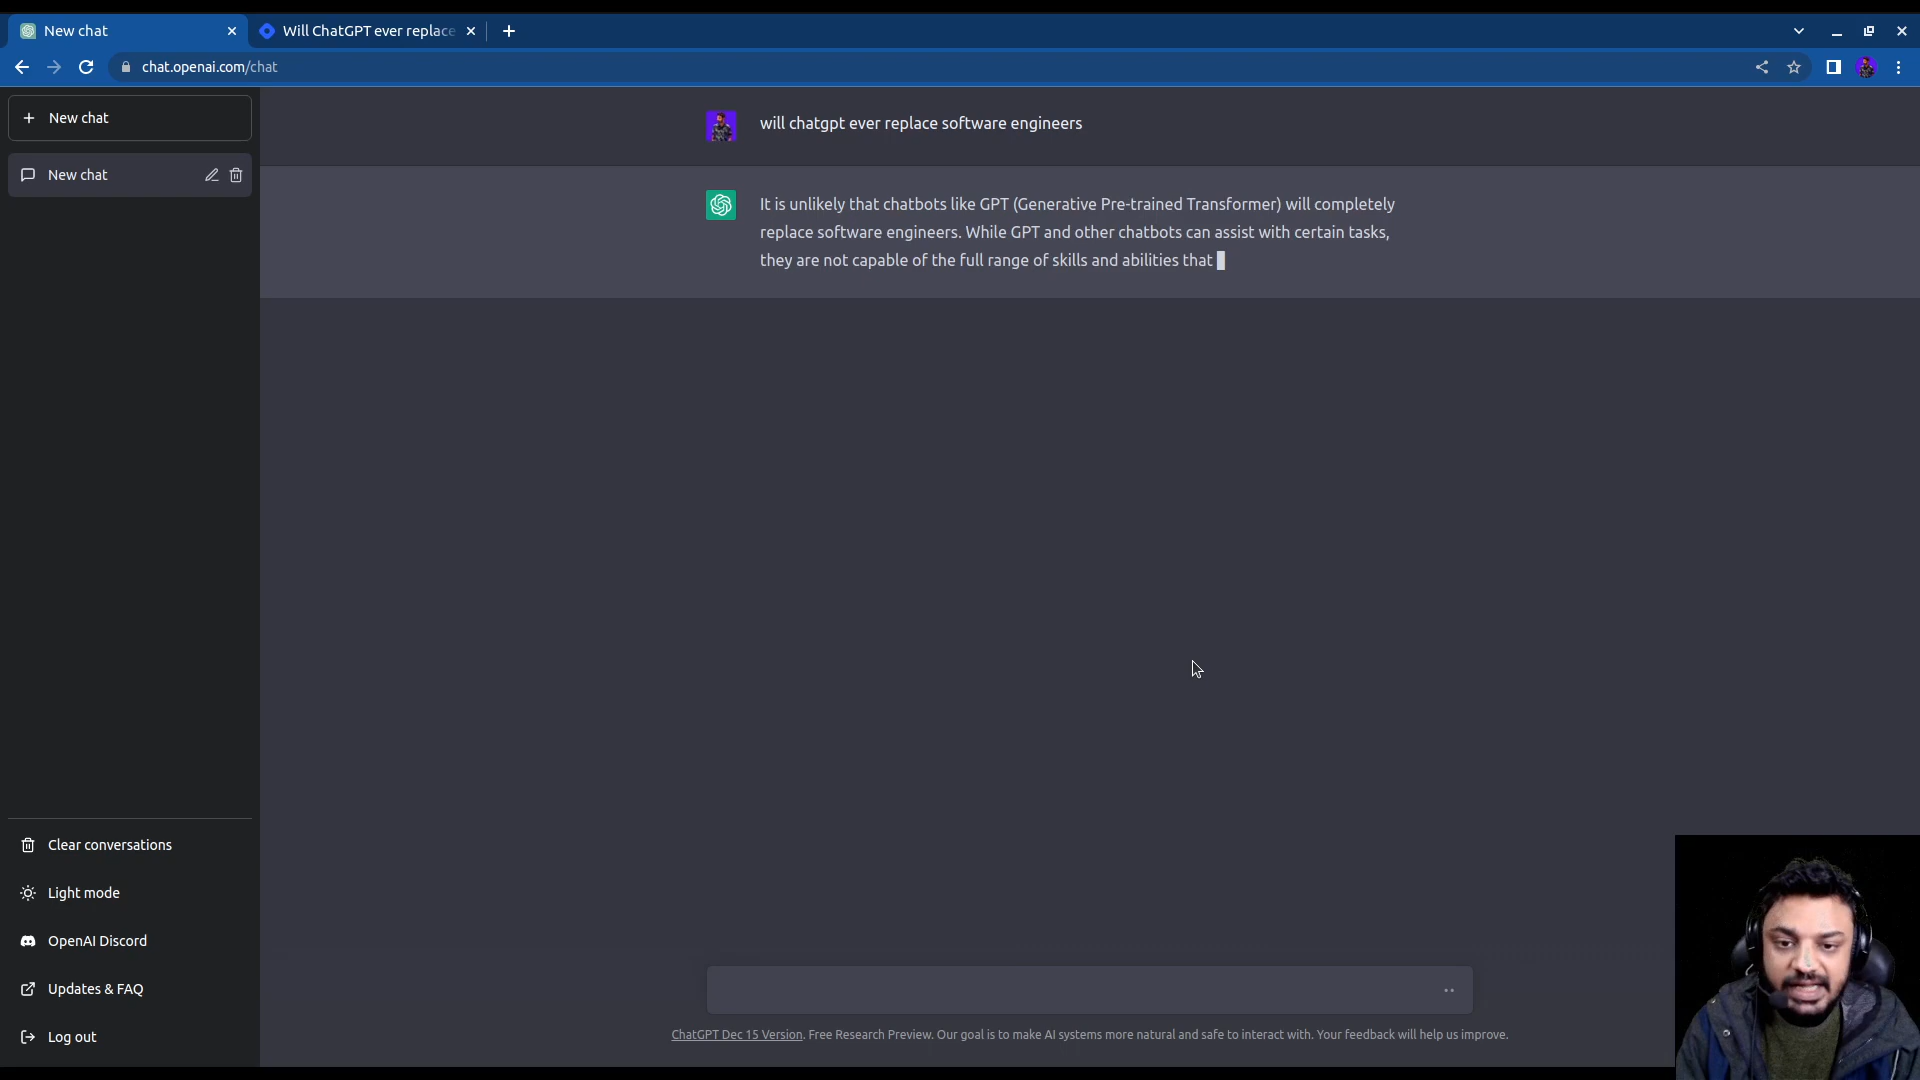 New chat
Will ChatGPT ever replace
chat.openai.com/chat
New chat
New chat
will chatgpt ever replace software engineers
It is unlikely that chatbots like GPT (Generative Pre-trained Transformer) will completely
replace software engineers. While GPT and other chatbots can assist with certain tasks,
they are not capable of the full range of skills and abilities that
Clear conversations
Light mode
OpenAI Discord
Updates & FAQ
Log out
ChatGPT Dec 15 Version. Free Research Preview. Our goal is to make AI systems more natural and safe to interact with. Your feedback will help us improve.